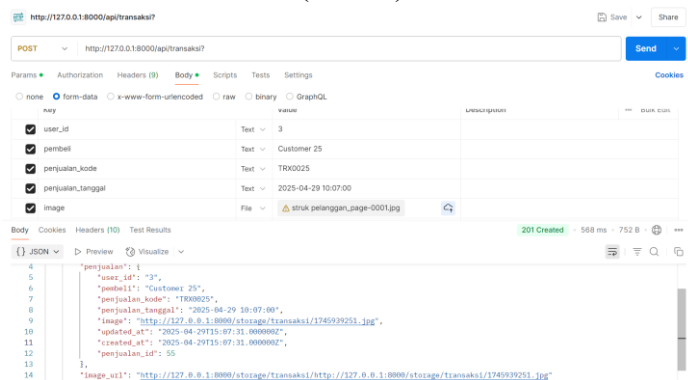 http://127.0.0.1:8000/api/transaksi?
Save
Share
POST
http://127.0.0.1:8000/api/transaksi?
Send
Params
Authorization
Headers (9)
Body
Scripts
Tests
Settings
Cookies
none
form-data
x-www-form-urlencoded
raw
binary
GraphQL
Key
Value
Description
Bulk Edit
user_id Text 3
pembeli Text Customer 25
penjualan_kode Text TRX0025
penjualan_tanggal Text 2025-04-29 10:07:00
image File struk pelanggan_page-0001.jpg
Body Cookies Headers (10) Test Results
201 Created 568 ms 752 B
{} JSON Preview Visualize
4 "penjualan": {
5 "user_id": "3",
6 "pembeli": "Customer 25",
7 "penjualan_kode": "TRX0025",
8 "penjualan_tanggal": "2025-04-29 10:07:00",
9 "image": "http://127.0.0.1:8000/storage/transaksi/1745939251.jpg",
10 "updated_at": "2025-04-29T15:07:31.000000Z",
11 "created_at": "2025-04-29T15:07:31.000000Z",
12 "penjualan_id": 55
13 },
14 "image_url": "http://127.0.0.1:8000/storage/transaksi/http://127.0.0.1:8000/storage/transaksi/1745939251.jpg"